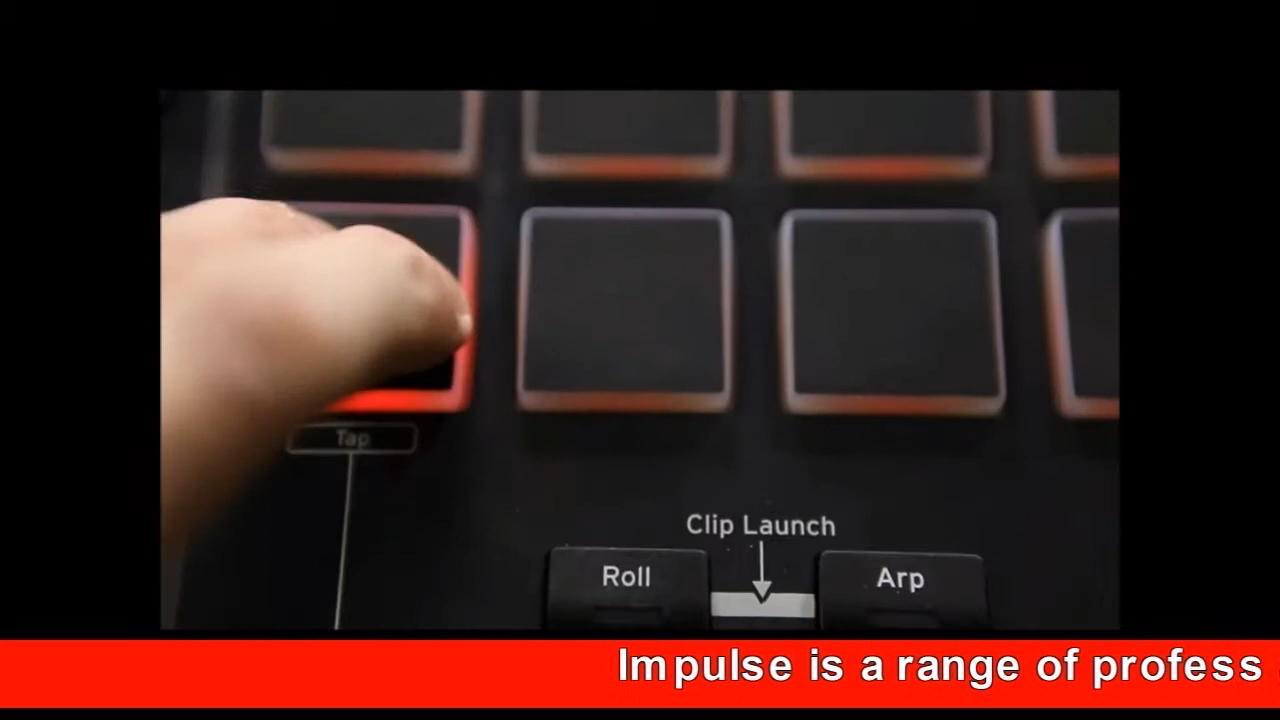 Tap
Clip Launch
Roll
Arp
Impulse is a range of profess